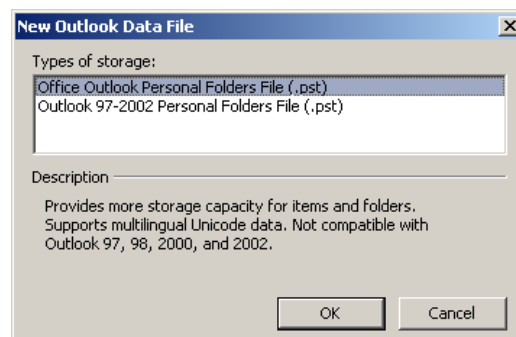 New Outlook Data File
Types of storage:
Office Outlook Personal Folders File (.pst)
Outlook 97-2002 Personal Folders File (.pst)
Description
Provides more storage capacity for items and folders.
Supports multilingual Unicode data. Not compatible with
Outlook 97, 98, 2000, and 2002.
OK Cancel